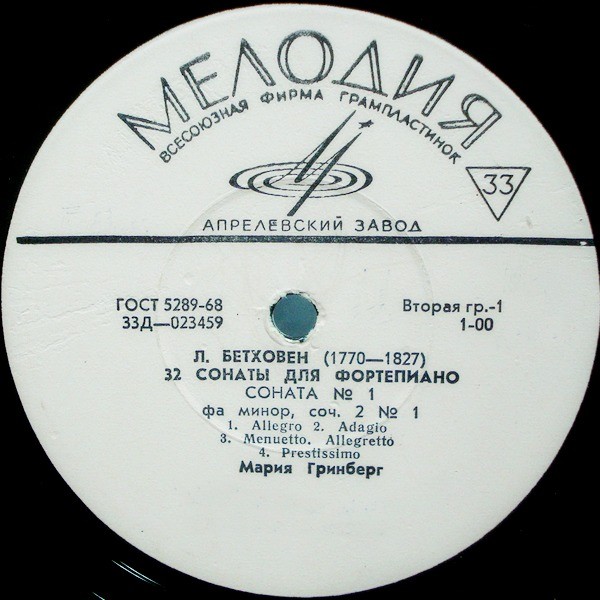 МЕЛОДИЯ
ВСЕСОЮЗНАЯ ФИРМА ГРАМПЛАСТИНОК
33
АПРЕЛЕВСКИЙ ЗАВОД
ГОСТ 5289-68 Вторая гр.-1
33Д—023459 1-00
Л. БЕТХОВЕН (1770—1827)
32 СОНАТЫ ДЛЯ ФОРТЕПИАНО
СОНАТА № 1
фа минор, соч. 2 № 1
1. Allegro 2. Adagio
3. Menuetto. Allegretto
4. Prestissimo
Мария Гринберг